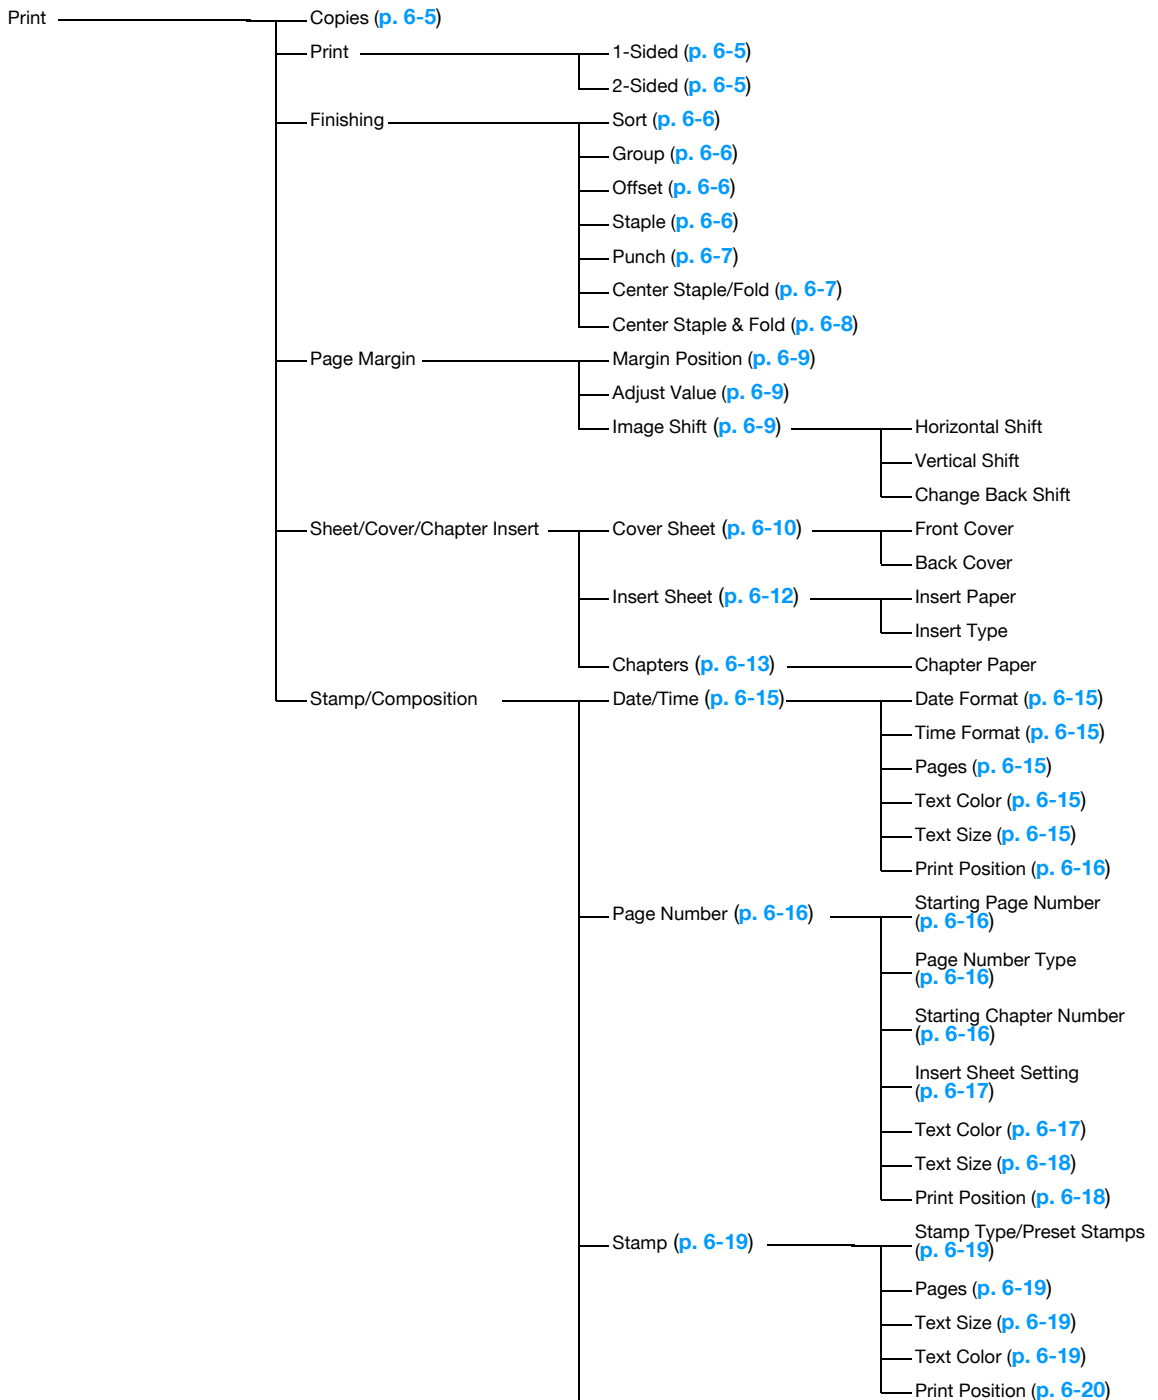 Print
Copies (p. 6-5)
Print
1-Sided (p. 6-5)
2-Sided (p. 6-5)
Finishing
Sort (p. 6-6)
Group (p. 6-6)
Offset (p. 6-6)
Staple (p. 6-6)
Punch (p. 6-7)
Center Staple/Fold (p. 6-7)
Center Staple & Fold (p. 6-8)
Page Margin
Margin Position (p. 6-9)
Adjust Value (p. 6-9)
Image Shift (p. 6-9)
Horizontal Shift
Vertical Shift
Change Back Shift
Sheet/Cover/Chapter Insert
Cover Sheet (p. 6-10)
Front Cover
Back Cover
Insert Sheet (p. 6-12)
Insert Paper
Insert Type
Chapters (p. 6-13)
Chapter Paper
Stamp/Composition
Date/Time (p. 6-15)
Date Format (p. 6-15)
Time Format (p. 6-15)
Pages (p. 6-15)
Text Color (p. 6-15)
Text Size (p. 6-15)
Print Position (p. 6-16)
Page Number (p. 6-16)
Starting Page Number
(p. 6-16)
Page Number Type
(p. 6-16)
Starting Chapter Number
(p. 6-16)
Insert Sheet Setting
(p. 6-17)
Text Color (p. 6-17)
Text Size (p. 6-18)
Print Position (p. 6-18)
Stamp (p. 6-19)
Stamp Type/Preset Stamps
(p. 6-19)
Pages (p. 6-19)
Text Size (p. 6-19)
Text Color (p. 6-19)
Print Position (p. 6-20)